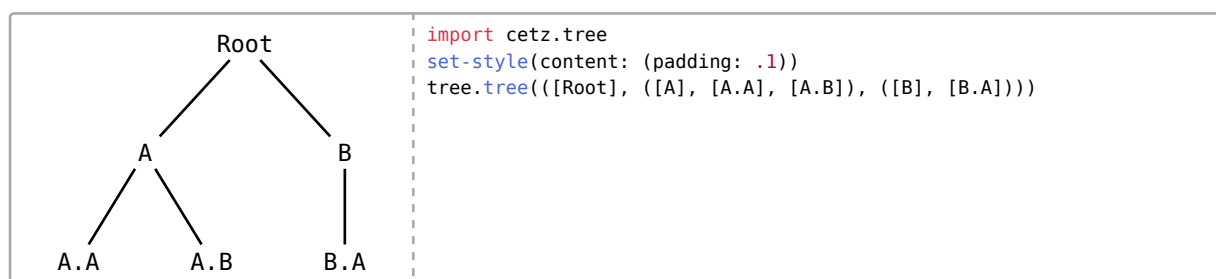 Root
A B
A.A A.B B.A
import cetz.tree
set-style(content: (padding: .1))
tree.tree(([Root], ([A], [A.A], [A.B]), ([B], [B.A])))